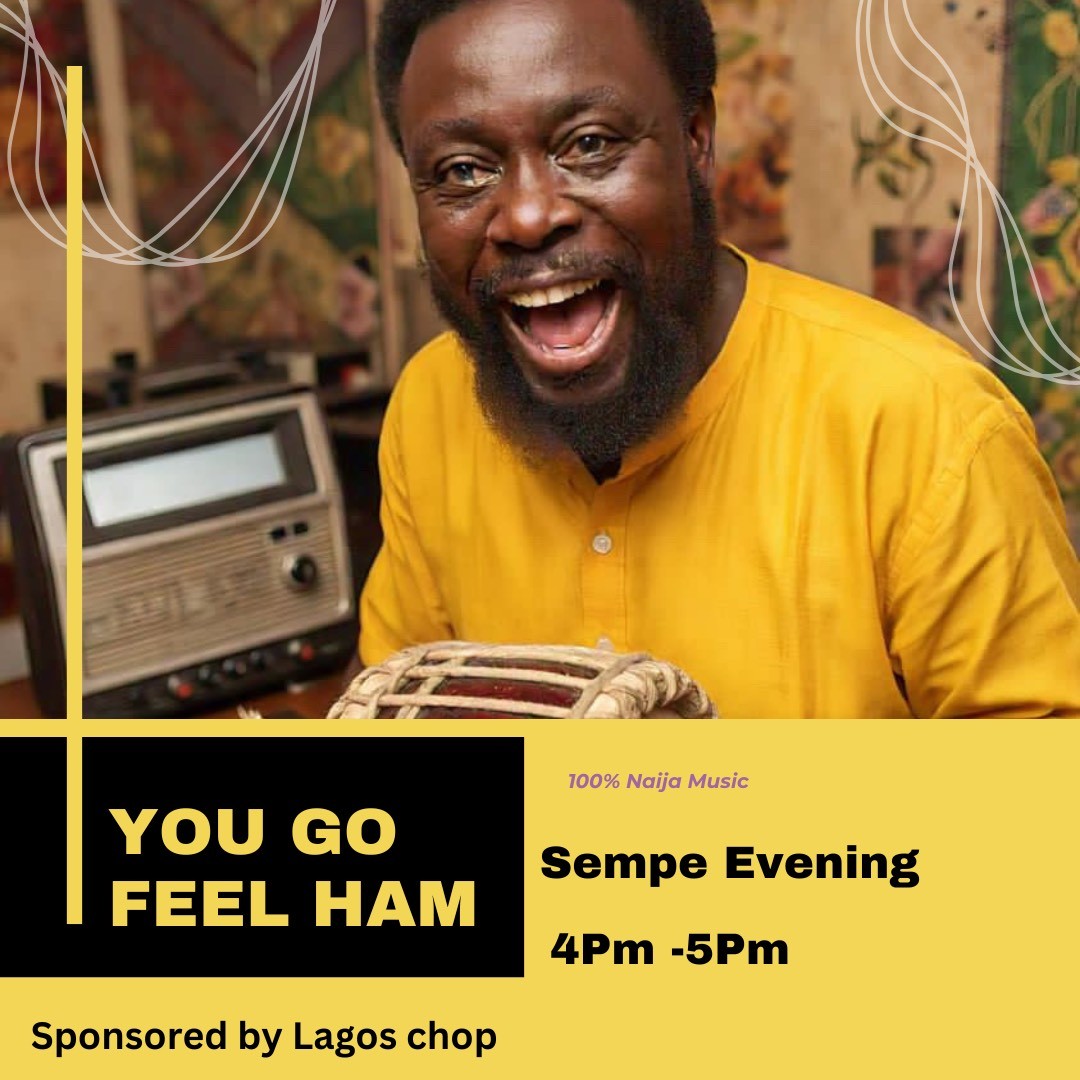 YOU GO
FEEL HAM
100% Naija Music
Sempe Evening
4Pm -5Pm
Sponsored by Lagos chop